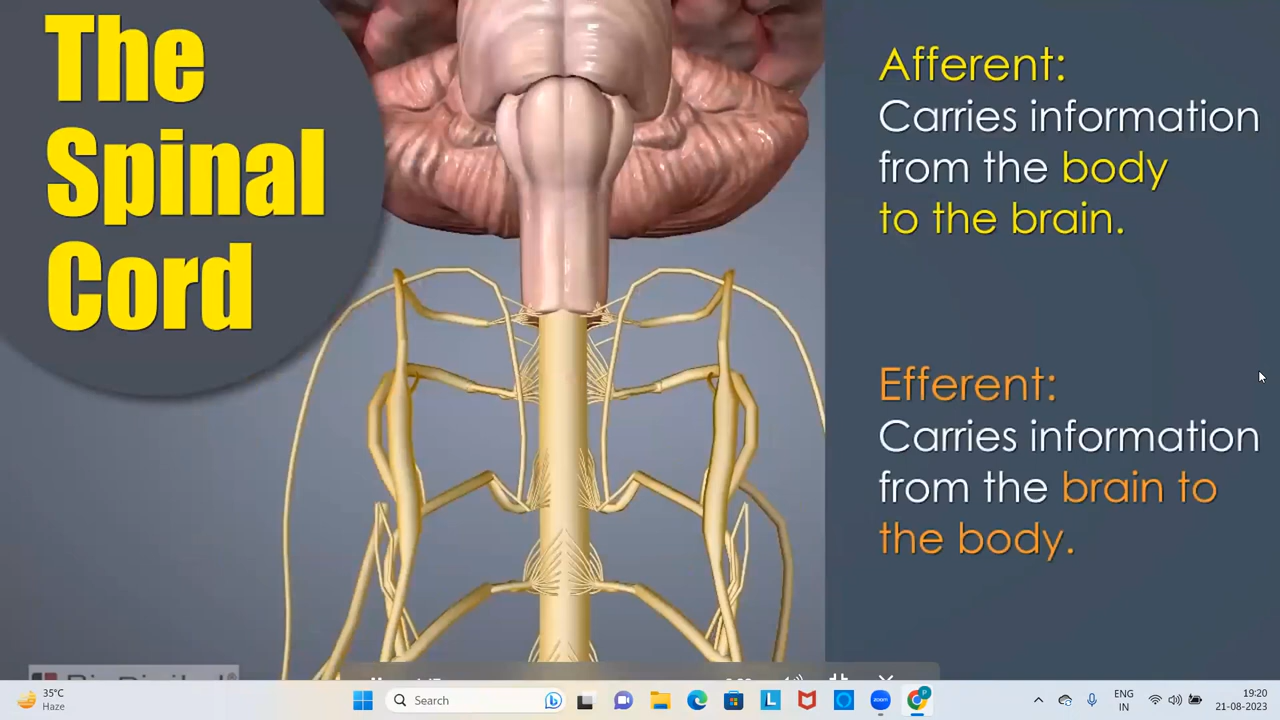 The
Spinal
Cord
Afferent:
Carries information
from the body
to the brain.
Efferent:
Carries information
from the brain to
the body.
35°C
Haze
Search
zoom
ENG
IN
19:20
21-08-2023